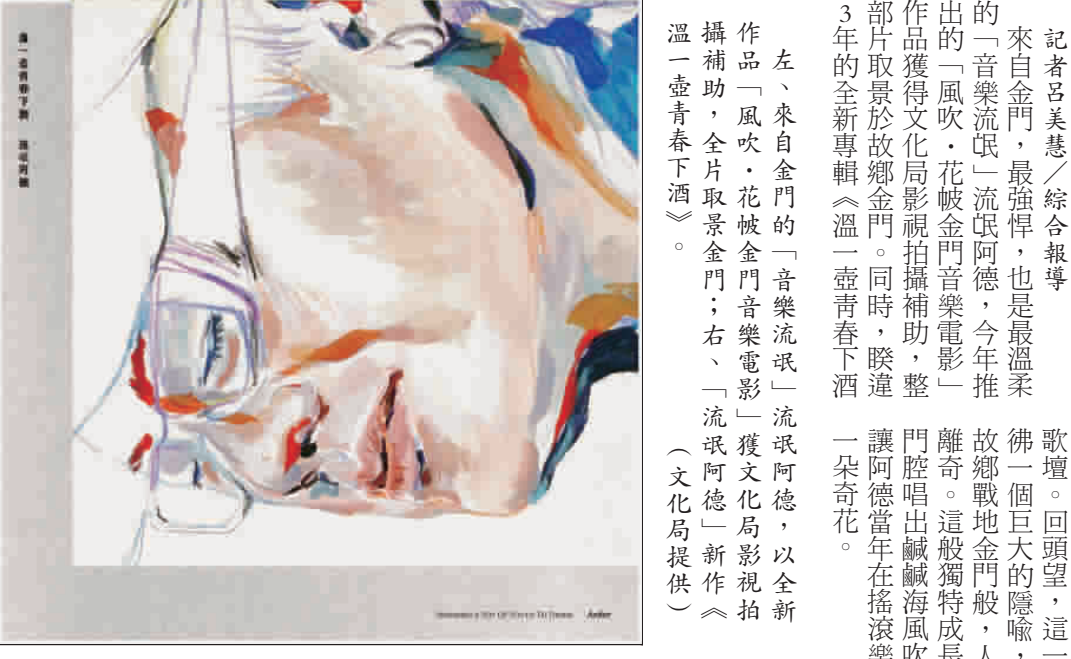 記者呂美慧／綜合報導
來自金門，最強悍，也是最溫柔
的「音樂流氓」流氓阿德，今年推
出的「風吹・花帔金門音樂電影」
作品獲得文化局影視拍攝補助，整
部片取景於故鄉金門。同時，睽違
3年的全新專輯《溫一壺青春下酒
歌壇。回頭望，這一
彿一個巨大的隱喻，
故鄉戰地金門般，人
離奇。這般獨特成長
門腔唱出鹹鹹海風吹
讓阿德當年在搖滾樂
一朵奇花。
左、來自金門的「音樂流氓」流氓阿德，以全新
作品「風吹・花帔金門音樂電影」獲文化局影視拍
攝補助，全片取景金門；右、「流氓阿德」新作《
溫一壺青春下酒》。
（文化局提供）
溫一壺青春下酒